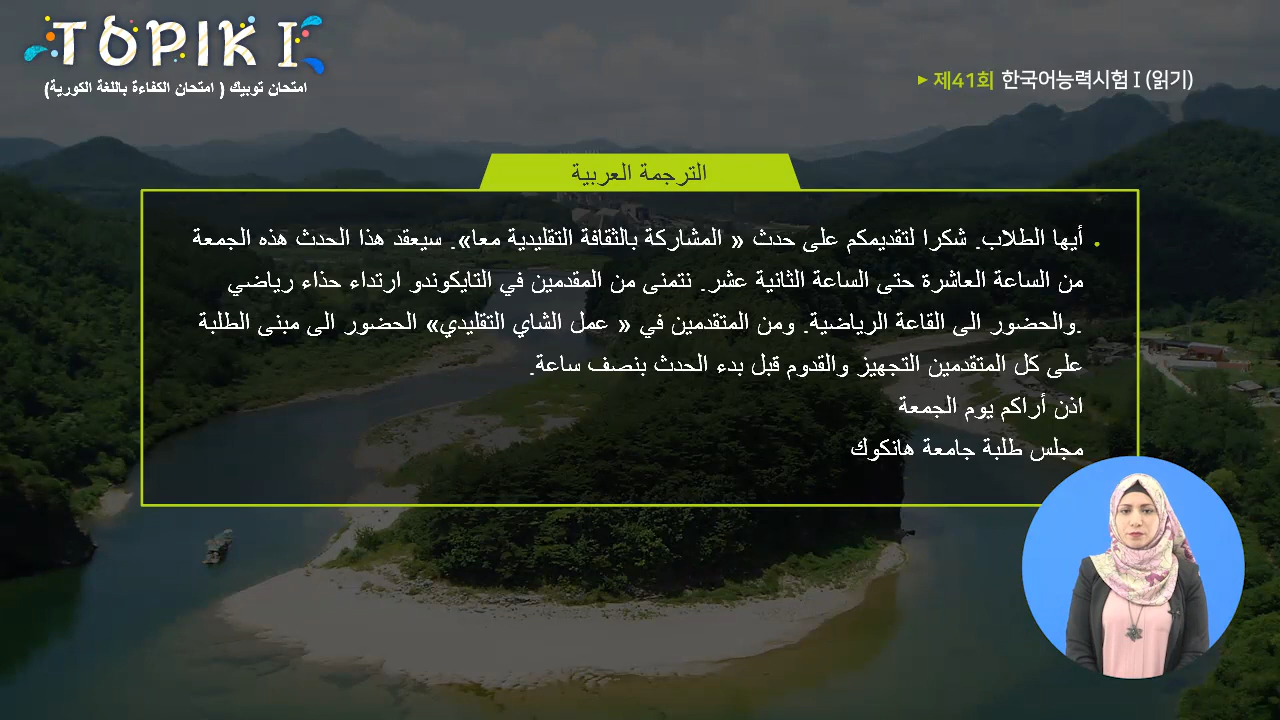 TOPIK I
امتحان توبيك ( امتحان الكفاءة باللغة الكورية)
▶ 제41회 한국어능력시험 I (읽기)
الترجمة العربية
. أيها الطلاب. شكرا لتقديمكم على حدث « المشاركة بالثقافة التقليدية معا». سيعقد هذا الحدث هذه الجمعة
من الساعة العاشرة حتى الساعة الثانية عشر. نتمنى من المقدمين في التايكوندو ارتداء حذاء رياضي
.والحضور الى القاعة الرياضية. ومن المتقدمين في « عمل الشاي التقليدي» الحضور الى مبنى الطلبة
على كل المتقدمين التجهيز والقدوم قبل بدء الحدث بنصف ساعة.
اذن أراكم يوم الجمعة
مجلس طلبة جامعة هانكوك